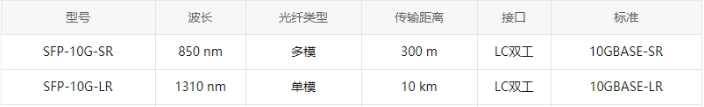 型号 波长 光纤类型 传输距离 接口 标准
SFP-10G-SR 850 nm 多模 300 m LC双工 10GBASE-SR
SFP-10G-LR 1310 nm 单模 10 km LC双工 10GBASE-LR